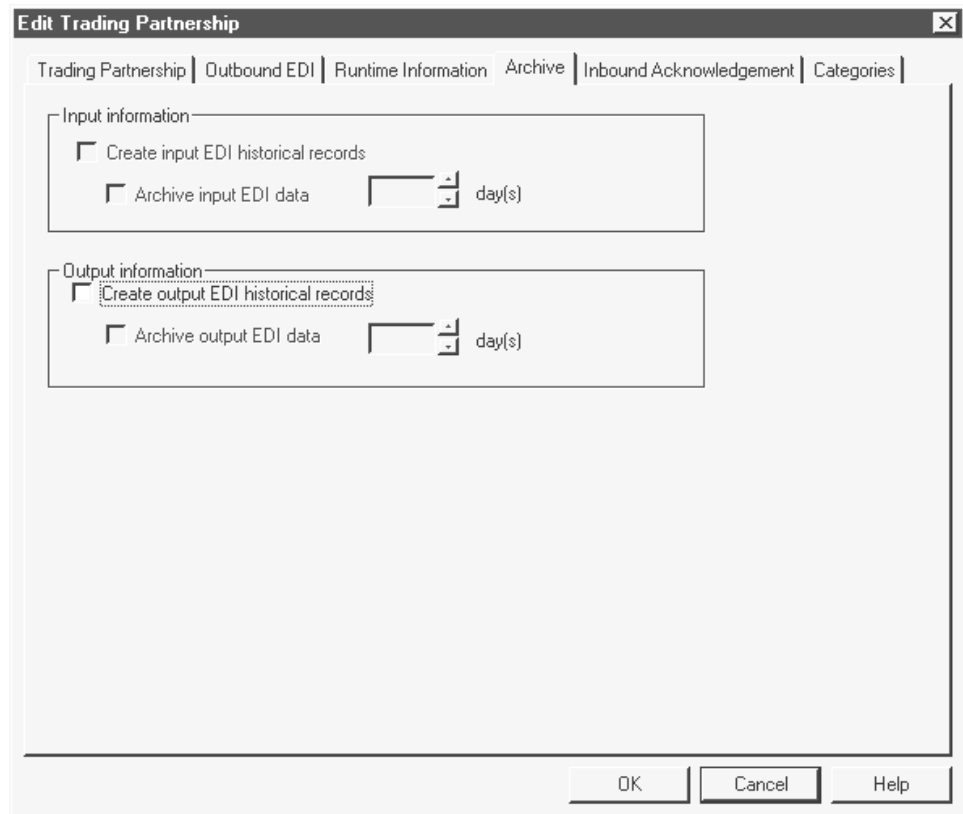 Edit Trading Partnership
Trading Partnership Outbound EDI Runtime Information Archive Inbound Acknowledgement Categories
Input information
Create input EDI historical records
Archive input EDI data day(s)
Output information
Create output EDI historical records
Archive output EDI data day(s)
OK Cancel Help